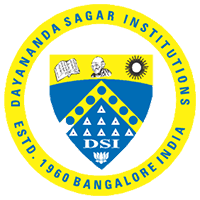 DAYANANDA SAGAR INSTITUTIONS
ESTD. 1960 BANGALORE INDIA
DSI